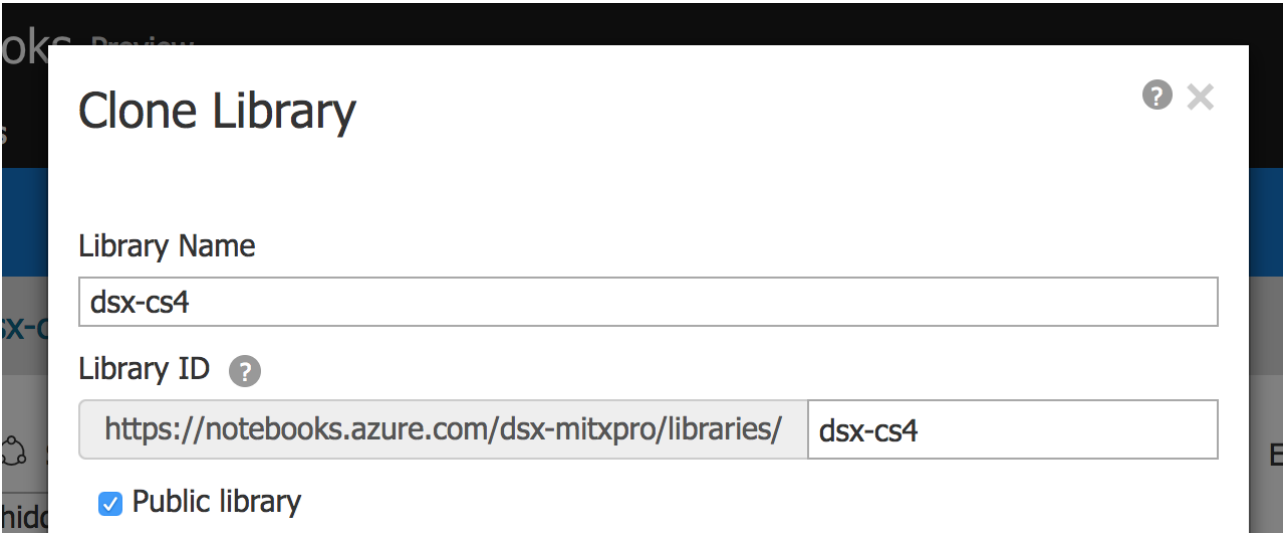 Clone Library
Library Name
dsx-cs4
Library ID
https://notebooks.azure.com/dsx-mitxpro/libraries/ dsx-cs4
Public library